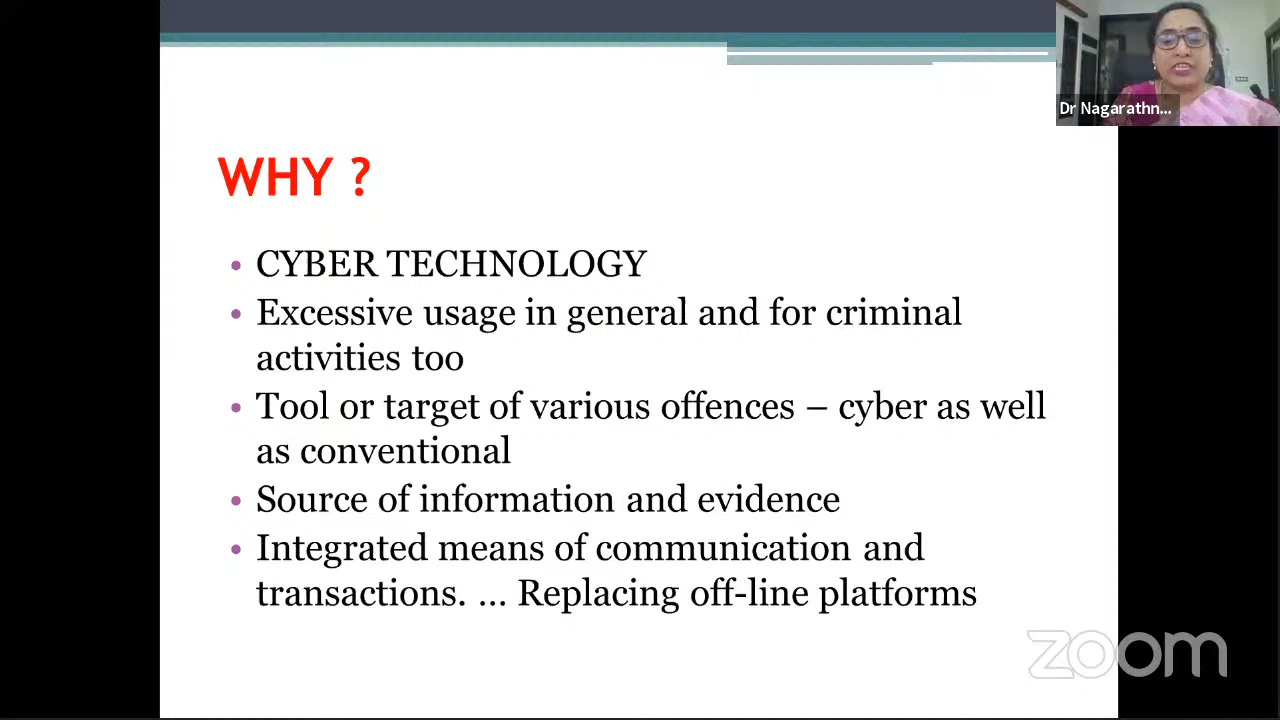 Dr Nagarathn...
WHY ?
• CYBER TECHNOLOGY
• Excessive usage in general and for criminal
activities too
• Tool or target of various offences – cyber as well
as conventional
• Source of information and evidence
• Integrated means of communication and
transactions. ... Replacing off-line platforms
zoom